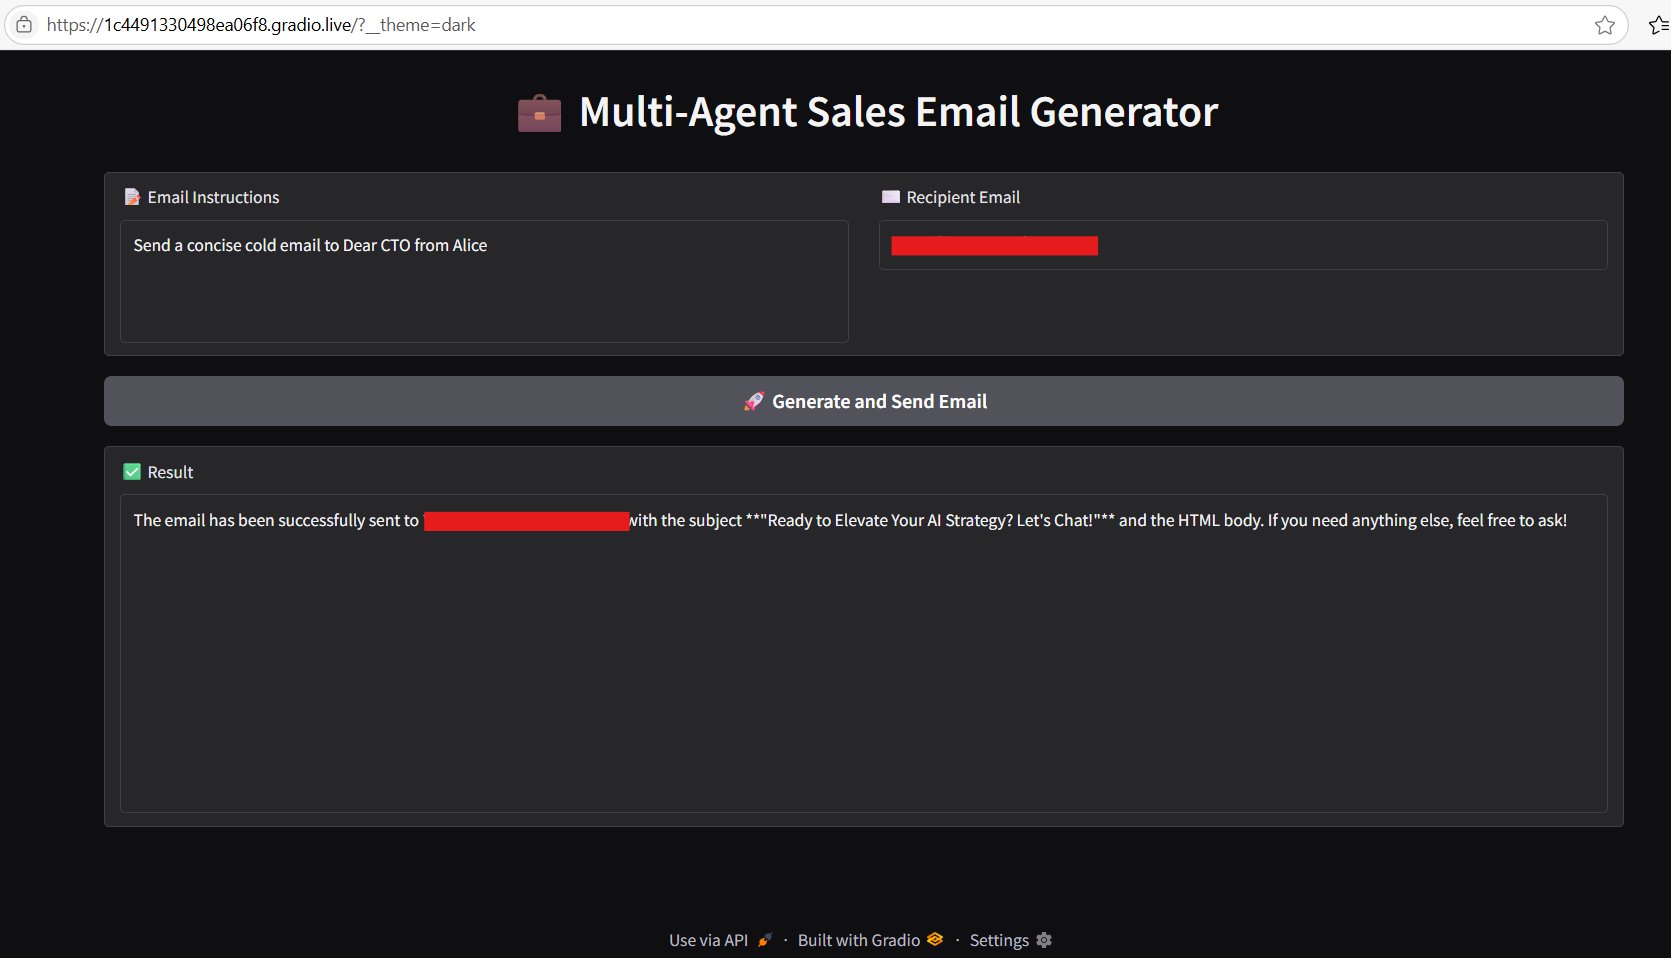 https://1c4491330498ea06f8.gradio.live/?__theme=dark
💼 Multi-Agent Sales Email Generator
📝 Email Instructions
Send a concise cold email to Dear CTO from Alice
✉️ Recipient Email
🚀 Generate and Send Email
✅ Result
The email has been successfully sent to with the subject **"Ready to Elevate Your AI Strategy? Let's Chat!"** and the HTML body. If you need anything else, feel free to ask!
Use via API · Built with Gradio · Settings